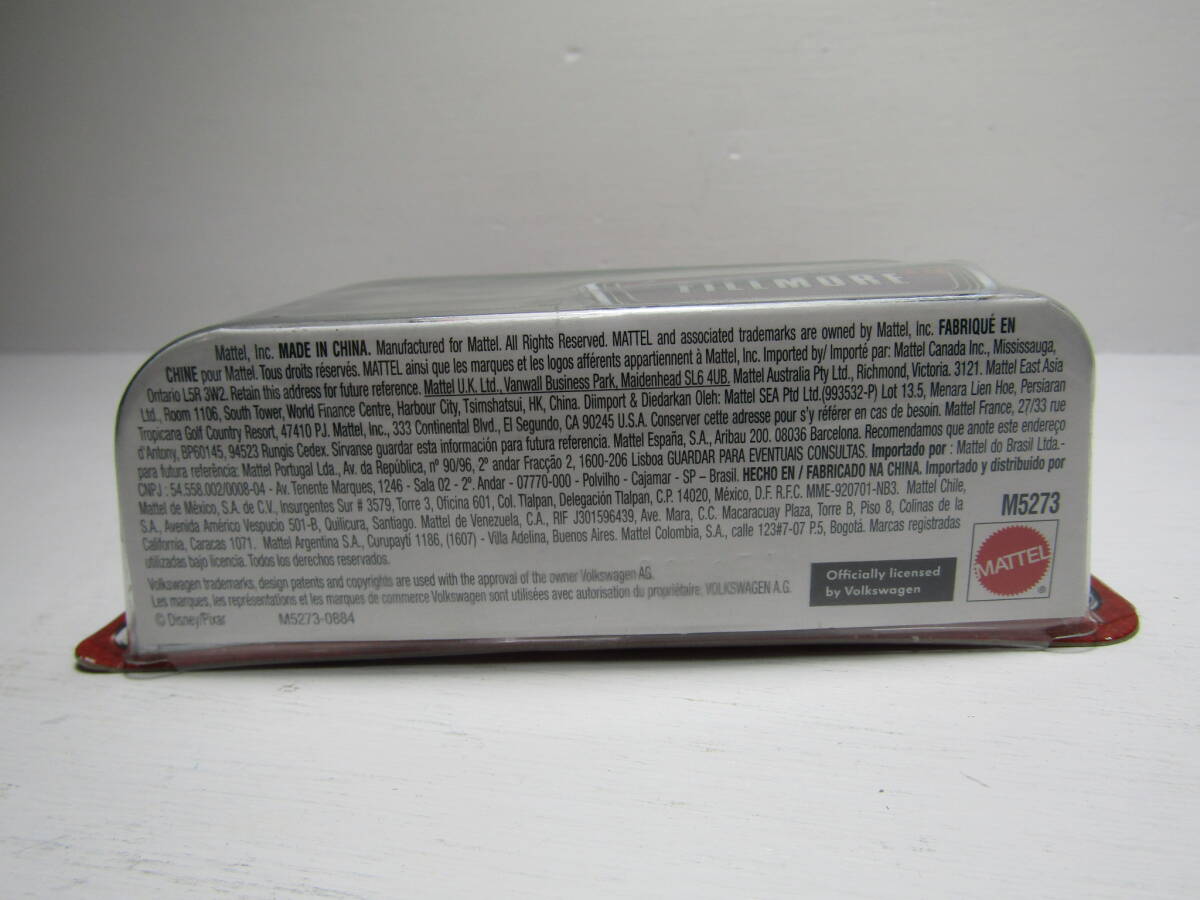 FILLMORE
Mattel, Inc. MADE IN CHINA. Manufactured for Mattel. All Rights Reserved. MATTEL and associated trademarks are owned by Mattel, Inc. FABRIQUÉ EN
CHINE pour Mattel. Tous droits réservés. MATTEL ainsi que les marques et les logos afférents appartiennent à Mattel, Inc. Imported by/ Importé par: Mattel Canada Inc., Mississauga,
Ontario L5R 3W2. Retain this address for future reference. Mattel U.K. Ltd., Vanwall Business Park, Maidenhead SL6 4UB. Mattel Australia Pty Ltd., Richmond, Victoria. 3121. Mattel East Asia
Ltd., Room 1106, South Tower, World Finance Centre, Harbour City, Tsimshatsui, HK, China. Diimport & Diedarkan Oleh: Mattel SEA Ptd Ltd.(993532-P) Lot 13.5, Menara Lien Hoe, Persiaran
Tropicana Golf Country Resort, 47410 PJ. Mattel, Inc., 333 Continental Blvd., El Segundo, CA 90245 U.S.A. Conserver cette adresse pour s'y référer en cas de besoin. Mattel France, 27/33 rue
d'Antony, BP60145, 94523 Rungis Cedex. Sirvanse guardar esta información para futura referencia. Mattel España, S.A., Aribau 200. 08036 Barcelona. Recomendamos que anote este endereço
para futura referência: Mattel Portugal Lda., Av. da República, nº 90/96, 2º andar Fracção 2, 1600-206 Lisboa GUARDAR PARA EVENTUAIS CONSULTAS. Importado por : Mattel do Brasil Ltda.-
CNPJ : 54.558.002/0008-04 - Av. Tenente Marques, 1246 - Sala 02 - 2º. Andar - 07770-000 - Polvilho - Cajamar - SP – Brasil. HECHO EN / FABRICADO NA CHINA. Importado y distribuido por
Mattel de México, S.A. de C.V., Insurgentes Sur # 3579, Torre 3, Oficina 601, Col. Tlalpan, Delegación Tlalpan, C.P. 14020, México, D.F. R.F.C. MME-920701-NB3. Mattel Chile,
S.A., Avenida Américo Vespucio 501-B, Quilicura, Santiago. Mattel de Venezuela, C.A., RIF J301596439, Ave. Mara, C.C. Macaracuay Plaza, Torre B, Piso 8, Colinas de la
California, Caracas 1071. Mattel Argentina S.A., Curupaytí 1186, (1607) - Villa Adelina, Buenos Aires. Mattel Colombia, S.A., calle 123#7-07 P.5, Bogotá. Marcas registradas
utilizadas bajo licencia. Todos los derechos reservados.
Volkswagen trademarks, design patents and copyrights are used with the approval of the owner Volkswagen AG.
Les marques, les représentations et les marques de commerce Volkswagen sont utilisées avec autorisation du propriétaire: VOLKSWAGEN A.G.
© Disney/Pixar M5273-0884
Officially licensed
by Volkswagen
M5273
MATTEL
®